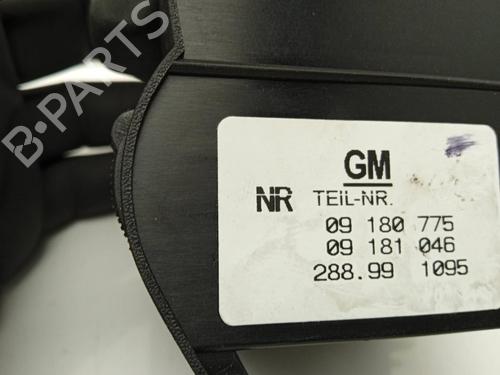 B-PARTS
GM
NR TEIL-NR.
09 180 775
09 181 046
288.99 1095